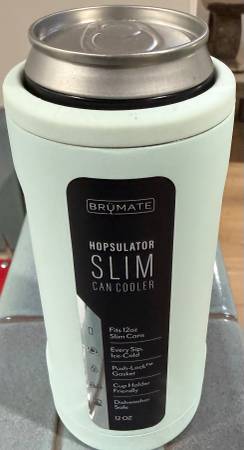 BRÜMATE
HOPSULATOR
SLIM
CAN COOLER
Fits 12oz
Slim Cans
Every Sip,
Ice-Cold
Push-Lock™
Gasket
Cup Holder
Friendly
Dishwasher
Safe
12 OZ